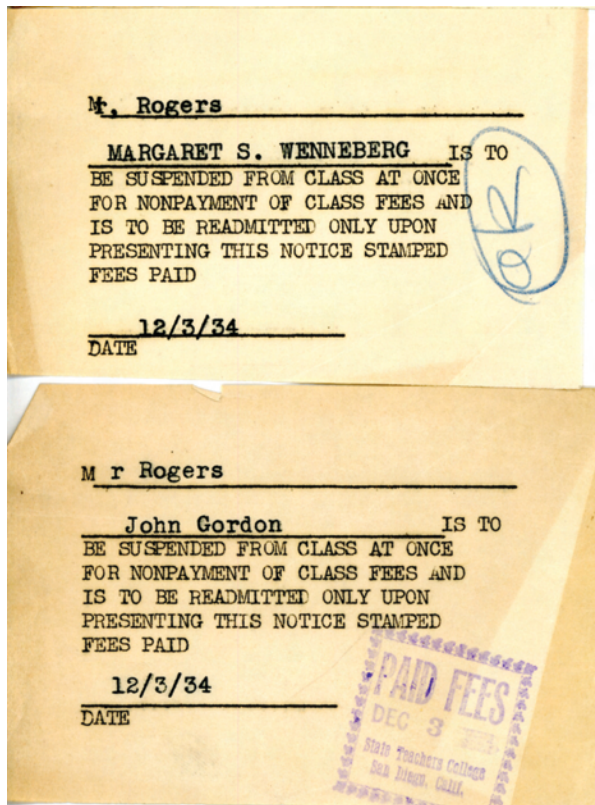 Mr, Rogers
MARGARET S. WENNEBERG IS TO
BE SUSPENDED FROM CLASS AT ONCE
FOR NONPAYMENT OF CLASS FEES AND
IS TO BE READMITTED ONLY UPON
PRESENTING THIS NOTICE STAMPED
FEES PAID
OK
12/3/34
DATE
M r Rogers
John Gordon IS TO
BE SUSPENDED FROM CLASS AT ONCE
FOR NONPAYMENT OF CLASS FEES AND
IS TO BE READMITTED ONLY UPON
PRESENTING THIS NOTICE STAMPED
FEES PAID
12/3/34
DATE
PAID FEES
DEC 3
State Teachers College
San Diego, Calif.